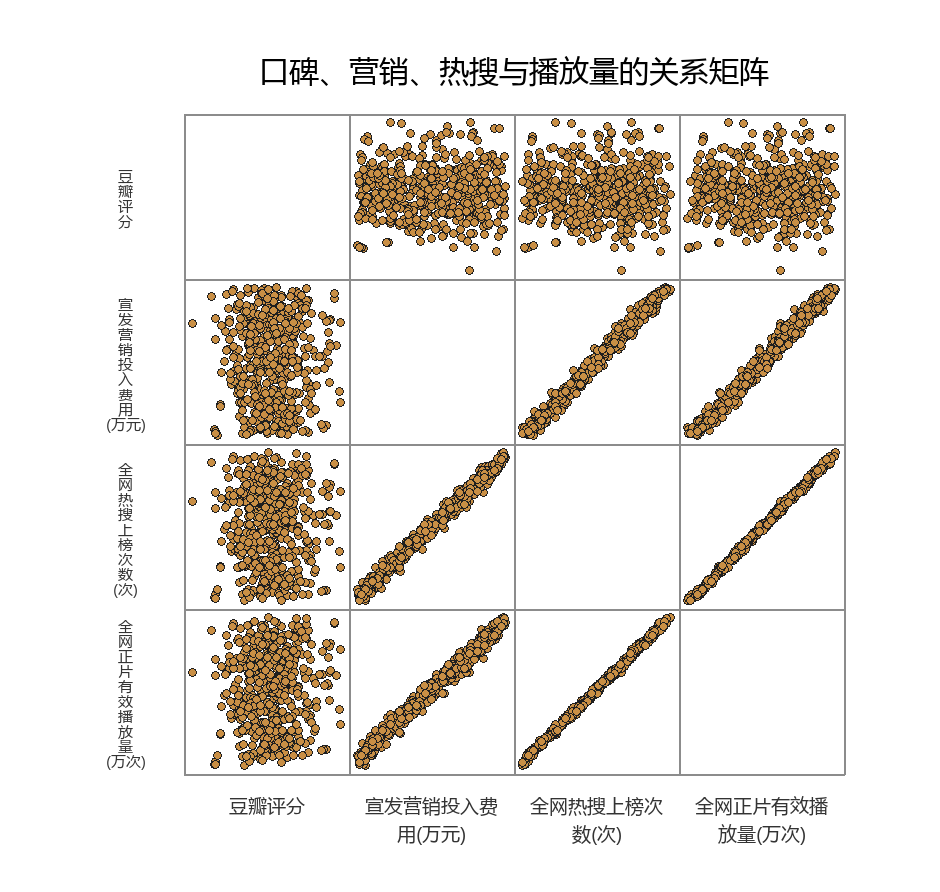 口碑、营销、热搜与播放量的关系矩阵
豆瓣评分
宣发营销投入费用
(万元)
全网热搜上榜次数
(次)
全网正片有效播放量
(万次)
豆瓣评分
宣发营销投入费
用(万元)
全网热搜上榜次
数(次)
全网正片有效播
放量(万次)